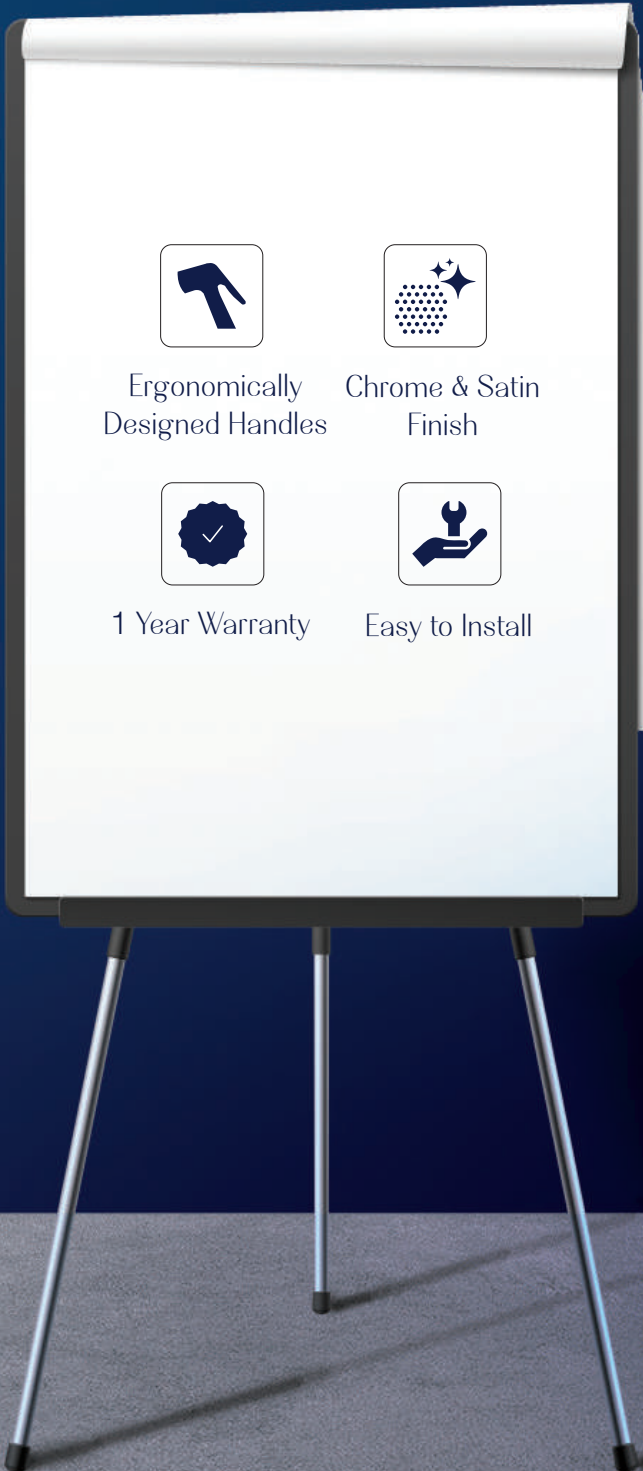 Ergonomically
Designed Handles
Chrome & Satin
Finish
1 Year Warranty
Easy to Install